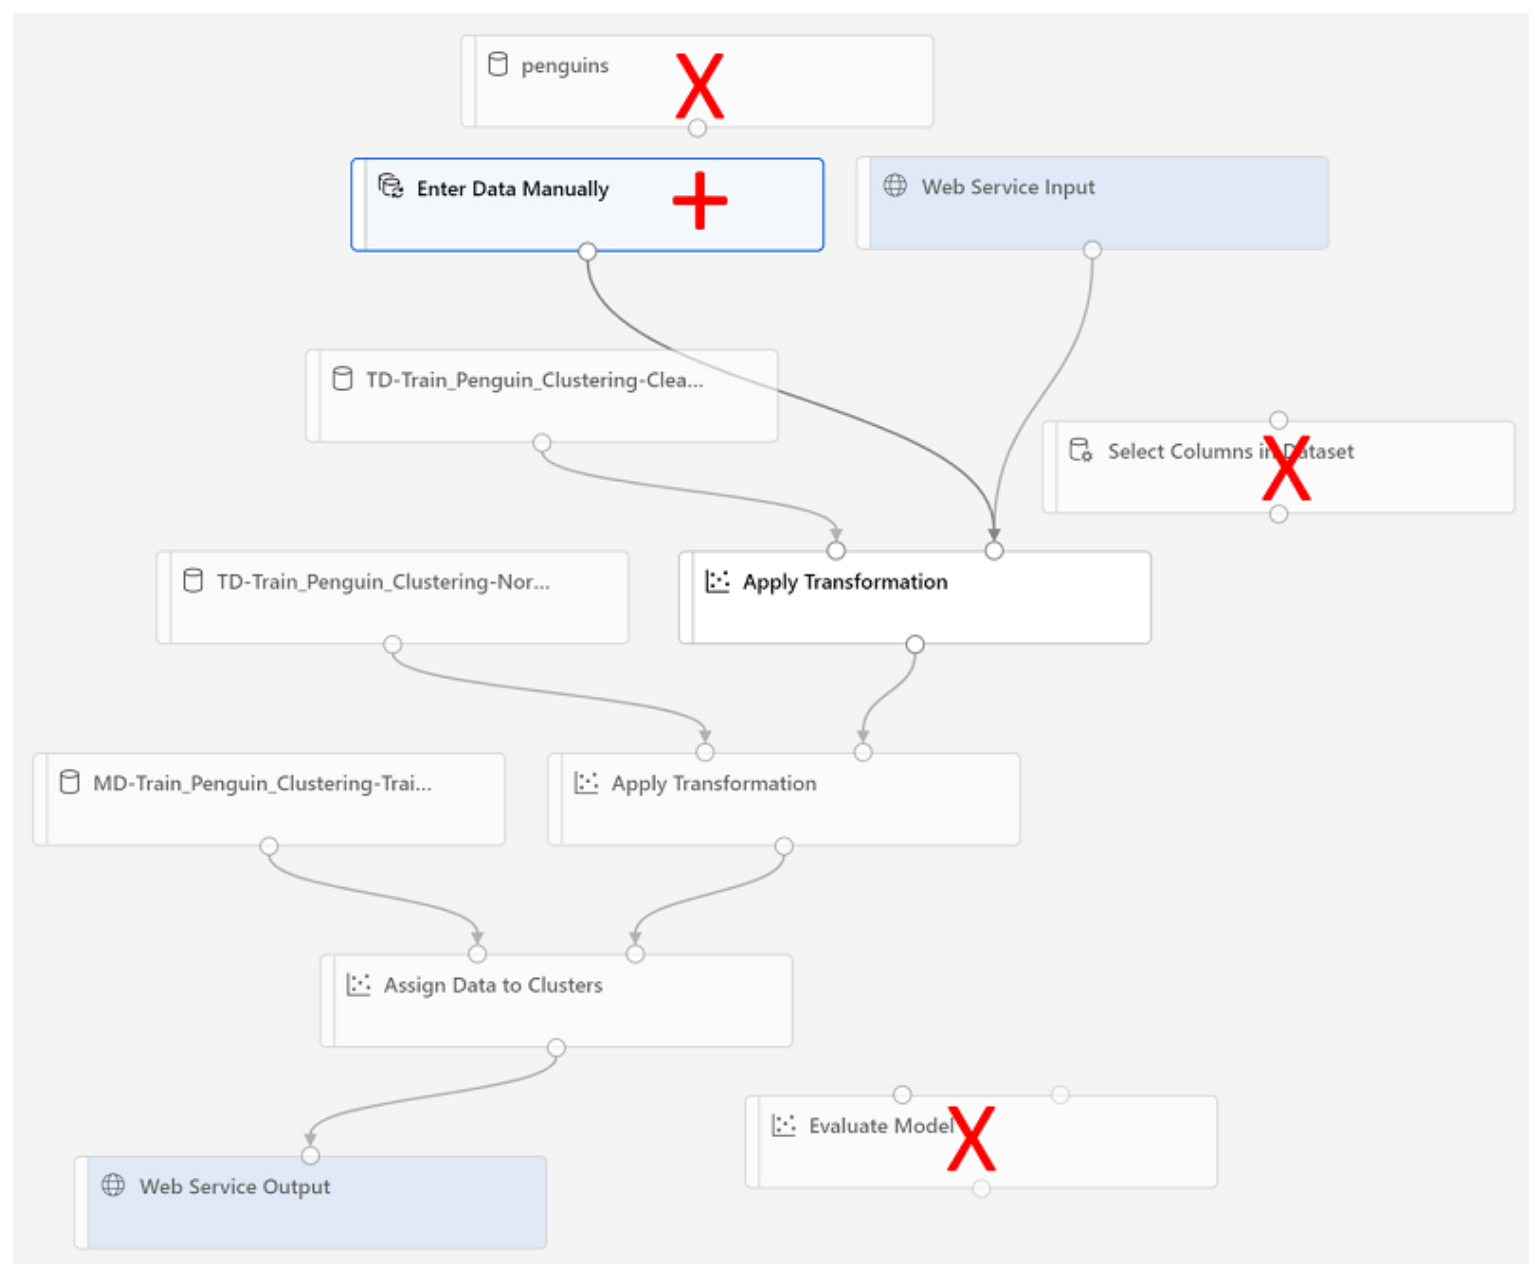 penguins
X
Enter Data Manually
+
Web Service Input
TD-Train_Penguin_Clustering-Clea...
Select Columns in Dataset
X
TD-Train_Penguin_Clustering-Nor...
Apply Transformation
MD-Train_Penguin_Clustering-Trai...
Apply Transformation
Assign Data to Clusters
Evaluate Model
X
Web Service Output